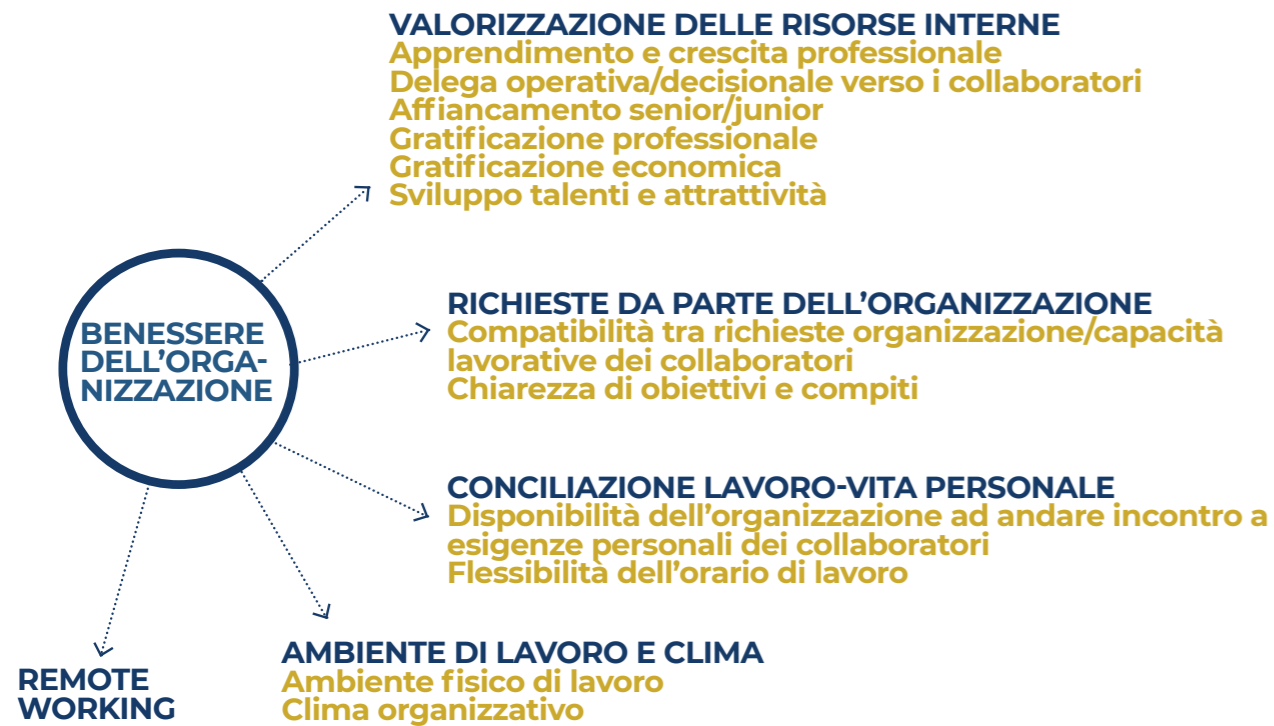 VALORIZZAZIONE DELLE RISORSE INTERNE
Apprendimento e crescita professionale
Delega operativa/decisionale verso i collaboratori
Affiancamento senior/junior
Gratificazione professionale
Gratificazione economica
Sviluppo talenti e attrattività
BENESSERE
DELL’ORGA-
NIZZAZIONE
RICHIESTE DA PARTE DELL’ORGANIZZAZIONE
Compatibilità tra richieste organizzazione/capacità
lavorative dei collaboratori
Chiarezza di obiettivi e compiti
CONCILIAZIONE LAVORO-VITA PERSONALE
Disponibilità dell’organizzazione ad andare incontro a
esigenze personali dei collaboratori
Flessibilità dell’orario di lavoro
AMBIENTE DI LAVORO E CLIMA
Ambiente fisico di lavoro
Clima organizzativo
REMOTE
WORKING